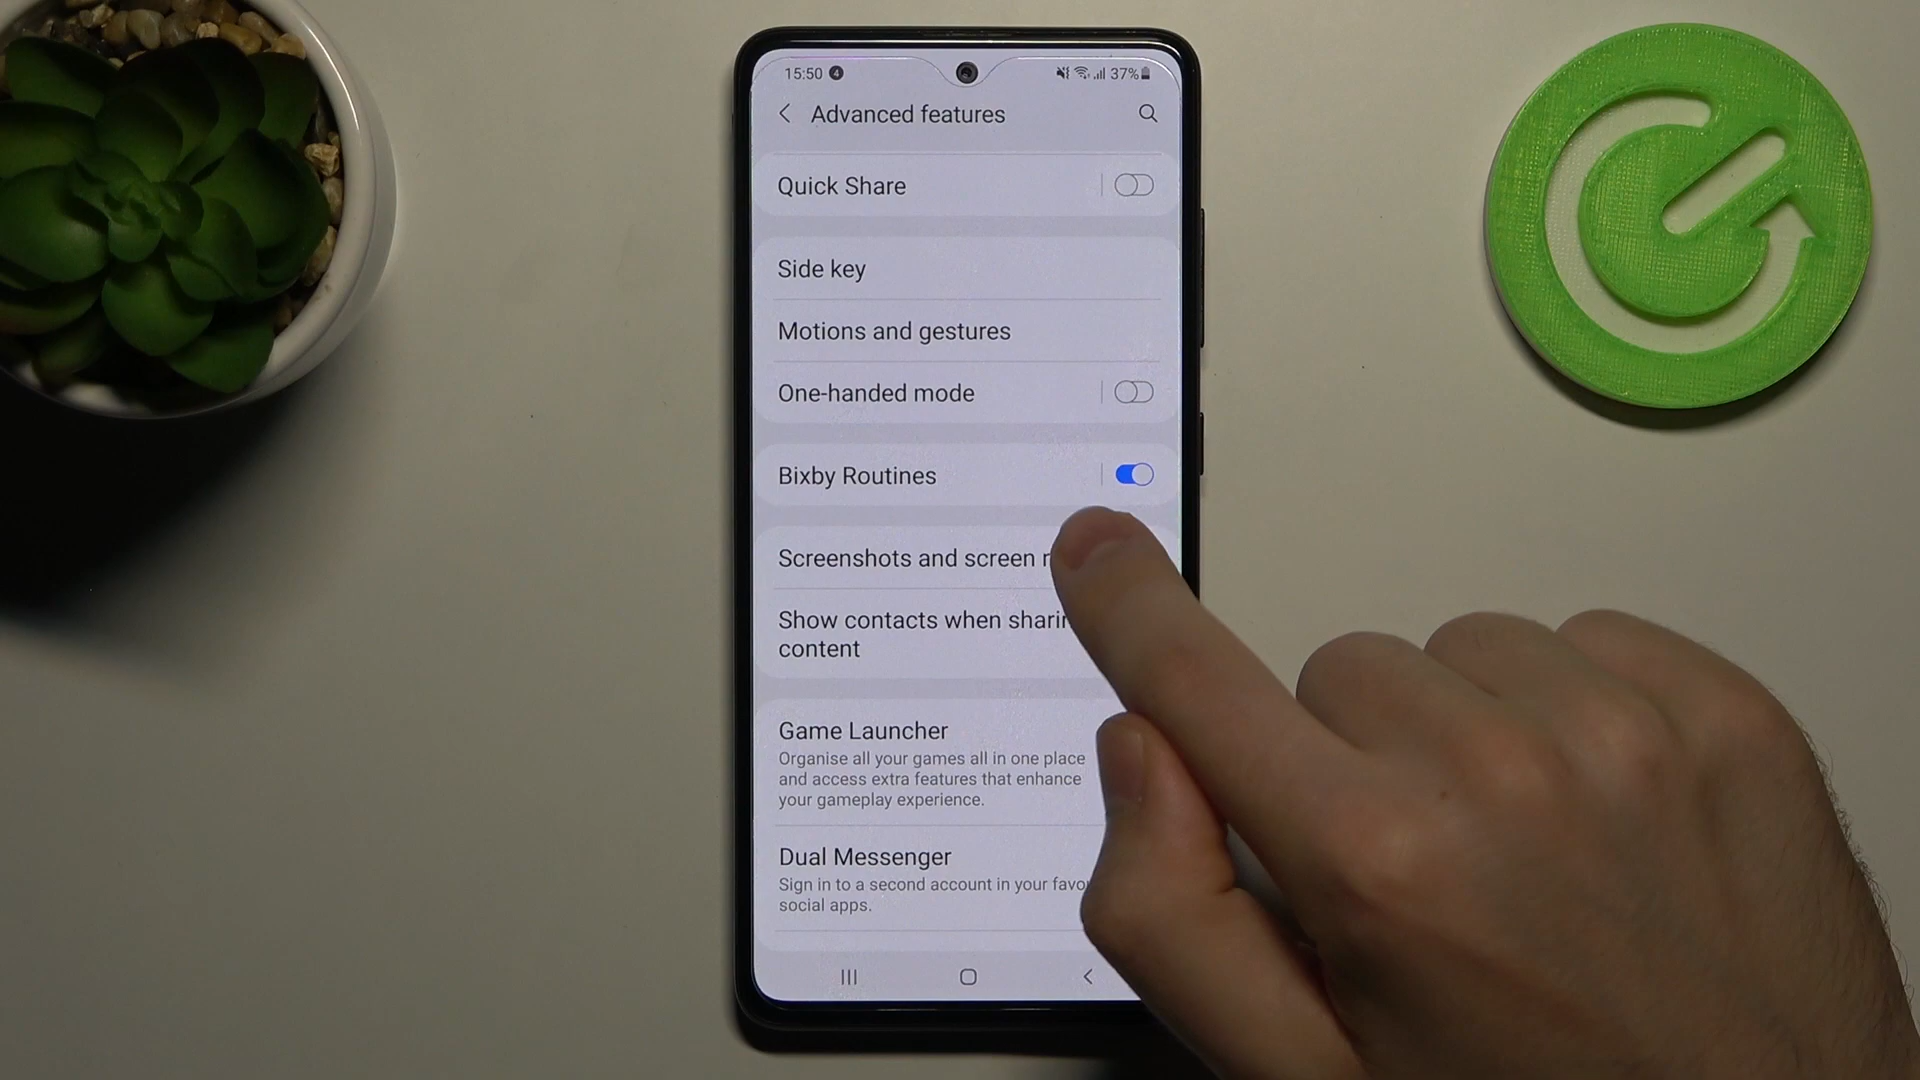 15:50 4 37%
Advanced features
Quick Share
Side key
Motions and gestures
One-handed mode
Bixby Routines
Screenshots and screen
Show contacts when
content
Game Launcher
Organise all your games all in one place
and access extra features that enhance
your gameplay experience.
Dual Messenger
Sign in to a second account in your
social apps.